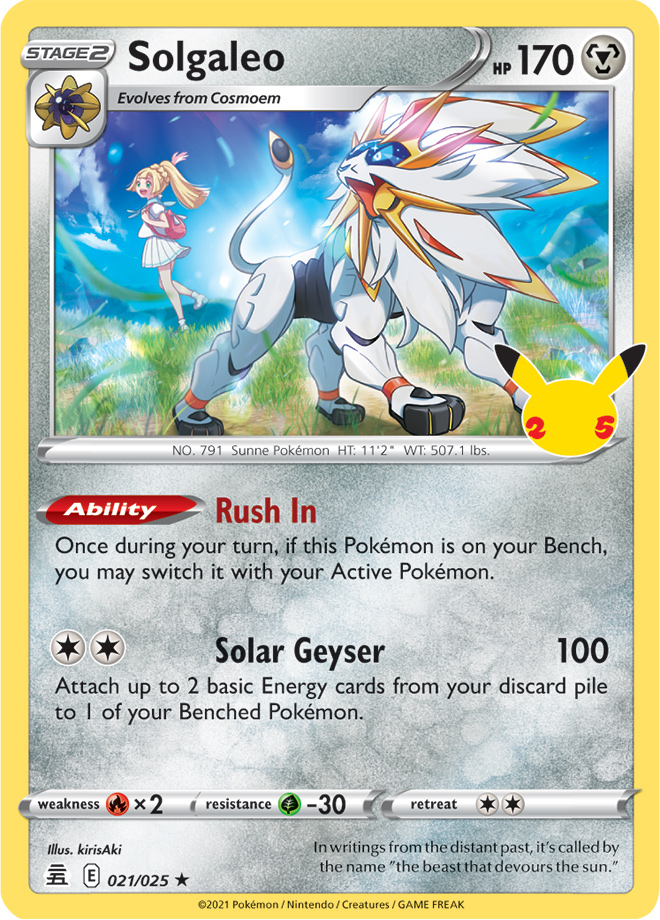 STAGE2
Solgaleo
HP 170
Evolves from Cosmoem
25
NO. 791 Sunne Pokémon HT: 11'2" WT: 507.1 lbs.
Ability Rush In
Once during your turn, if this Pokémon is on your Bench,
you may switch it with your Active Pokémon.
Solar Geyser 100
Attach up to 2 basic Energy cards from your discard pile
to 1 of your Benched Pokémon.
weakness ×2 resistance -30 retreat
Illus. kirisAki
In writings from the distant past, it's called by
the name "the beast that devours the sun."
E 021/025 ★
©2021 Pokémon / Nintendo / Creatures / GAME FREAK